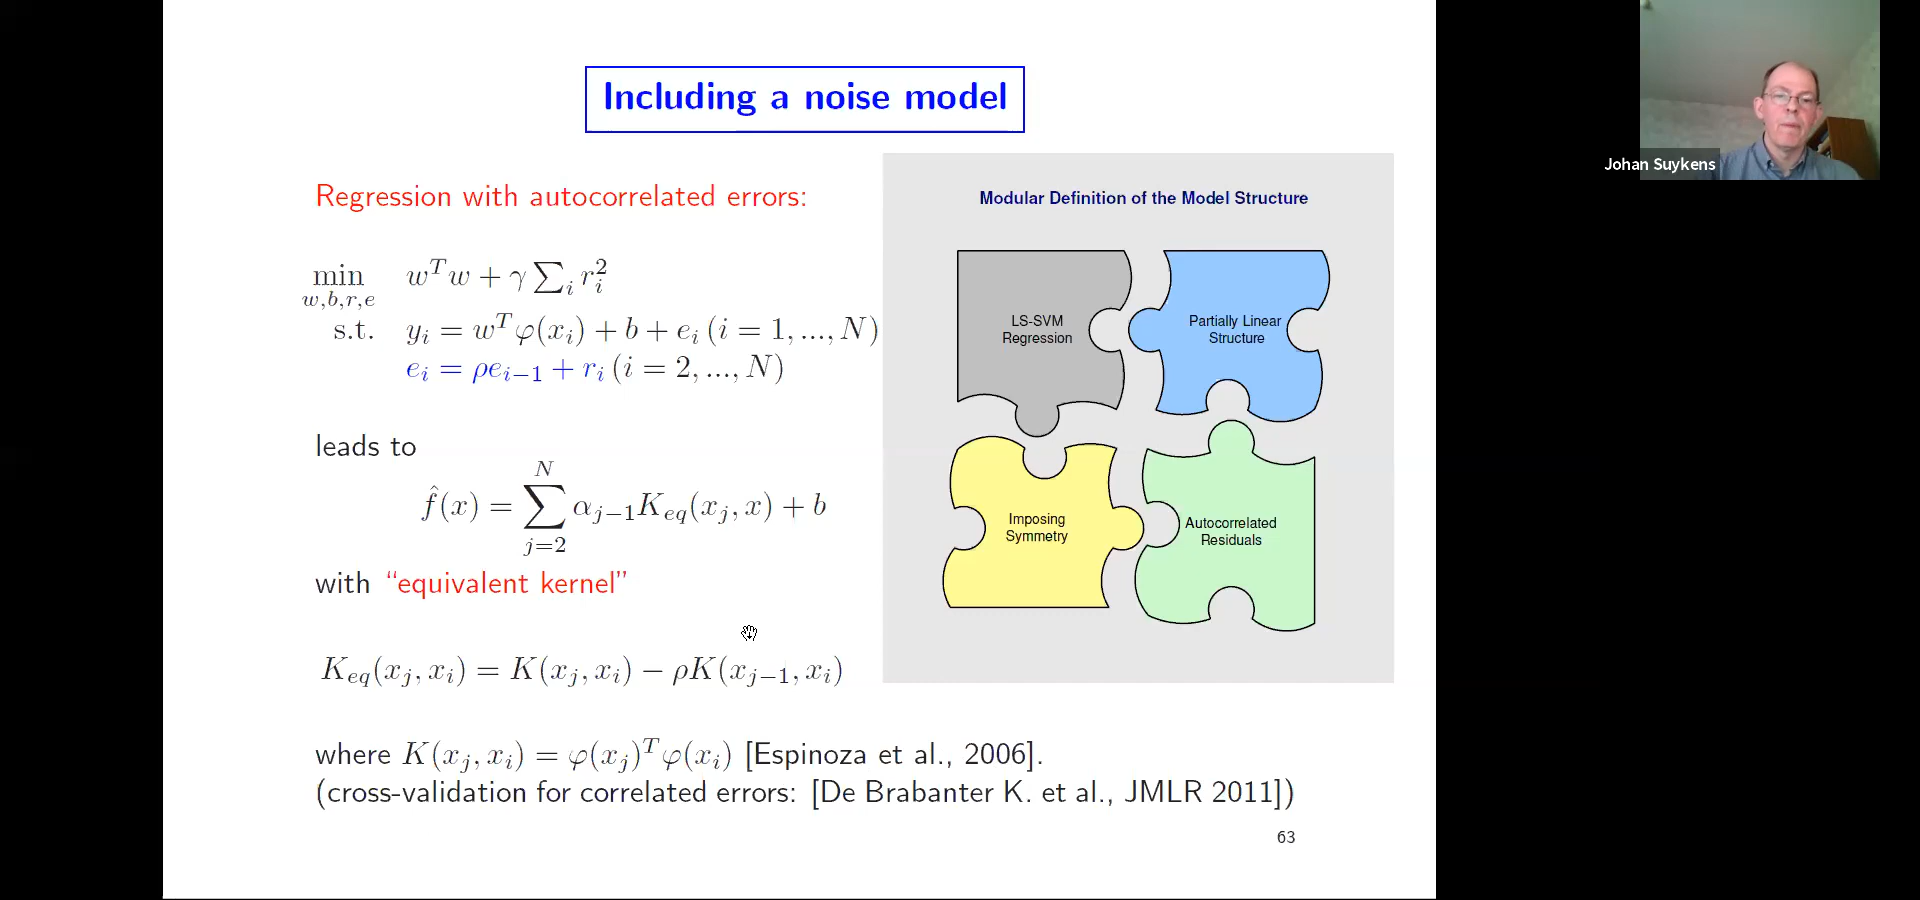 Including a noise model
Regression with autocorrelated errors:
min w^T w + γ ∑_i r_i^2
w,b,r,e
s.t. y_i = w^T φ(x_i) + b + e_i (i = 1, ..., N)
e_i = ρe_{i−1} + r_i (i = 2, ..., N)
leads to
f̂(x) = ∑_{j=2}^{N} α_{j−1} K_{eq}(x_j, x) + b
with “equivalent kernel”
K_{eq}(x_j, x_i) = K(x_j, x_i) − ρK(x_{j−1}, x_i)
where K(x_j, x_i) = φ(x_j)^T φ(x_i) [Espinoza et al., 2006].
(cross-validation for correlated errors: [De Brabanter K. et al., JMLR 2011])
63
Modular Definition of the Model Structure
LS-SVM
Regression
Partially Linear
Structure
Imposing
Symmetry
Autocorrelated
Residuals
Johan Suykens